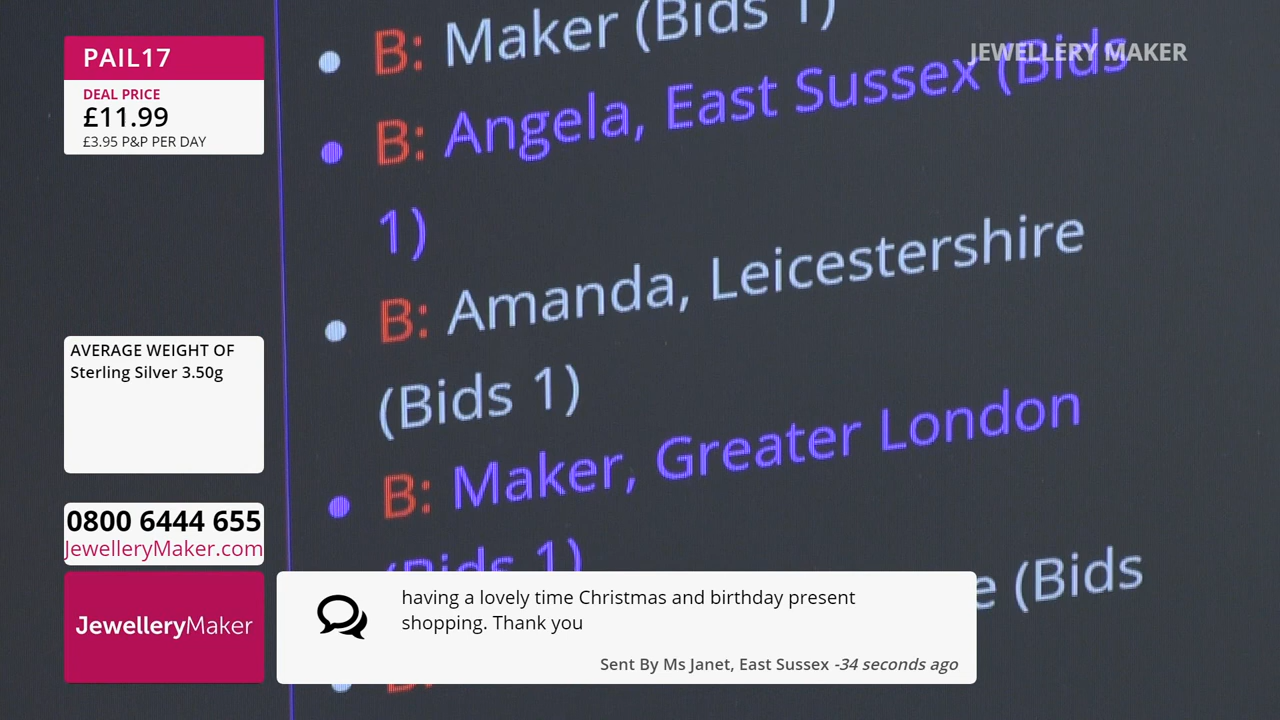 PAIL17
DEAL PRICE
£11.99
£3.95 P&P PER DAY
AVERAGE WEIGHT OF
Sterling Silver 3.50g
0800 6444 655
JewelleryMaker.com
JewelleryMaker
JEWELLERY MAKER
B: Maker (Bids 1)
B: Angela, East Sussex (Bids
1)
B: Amanda, Leicestershire
(Bids 1)
B: Maker, Greater London
(Bids 1)
(Bids
having a lovely time Christmas and birthday present
shopping. Thank you
Sent By Ms Janet, East Sussex -34 seconds ago